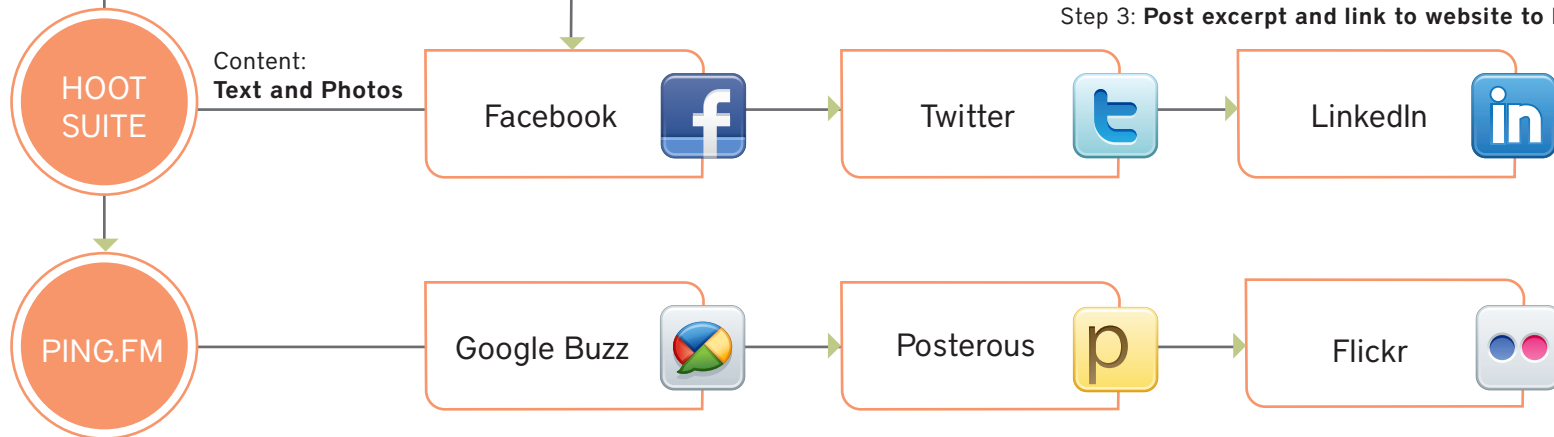 Step 3: Post excerpt and link to website to
HOOT
SUITE
Content:
Text and Photos
Facebook
f
Twitter
t
LinkedIn
in
PING.FM
Google Buzz
Posterous
p
Flickr